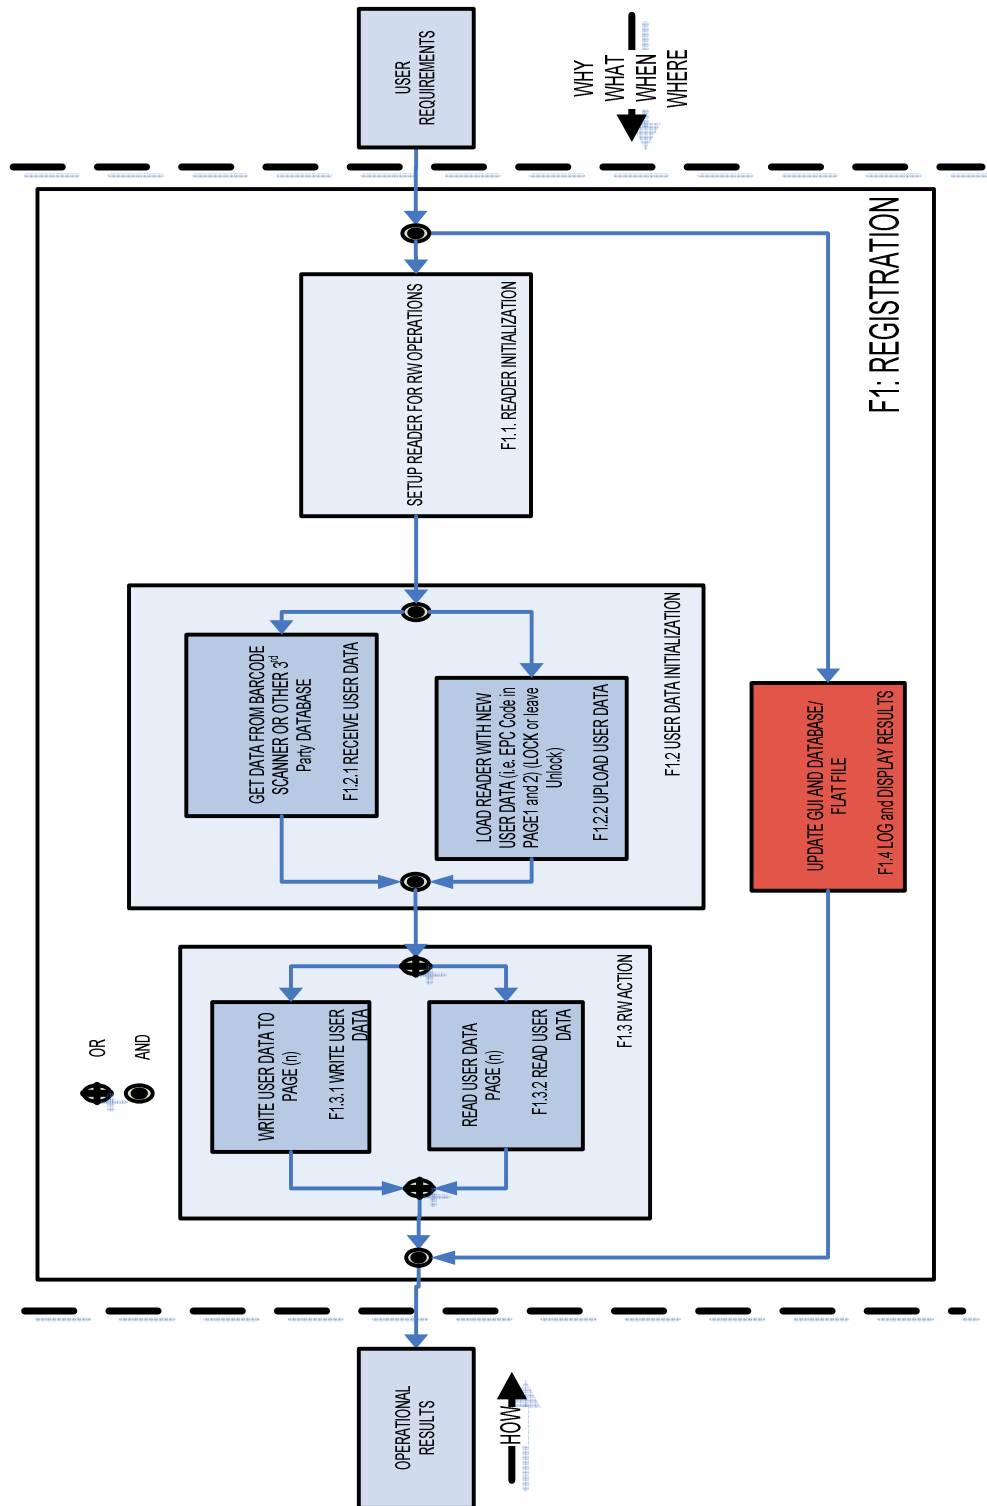 USER
REQUIREMENTS
WHY
WHAT
WHEN
WHERE
SETUP READER FOR RW OPERATIONS
F1.1. READER INITIALIZATION
F1: REGISTRATION
GET DATA FROM BARCODE
SCANNER OR OTHER 3rd
Party DATABASE
F1.2.1 RECEIVE USER DATA
LOAD READER WITH NEW
USER DATA (i.e. EPC Code in
PAGE1 and 2) (LOCK or leave
Unlock)
F1.2.2 UPLOAD USER DATA
F1.2 USER DATA INITIALIZATION
UPDATE GUI AND DATABASE/
FLAT FILE
F1.4 LOG and DISPLAY RESULTS
WRITE USER DATA TO
PAGE (n)
F1.3.1 WRITE USER
DATA
READ USER DATA
PAGE (n)
F1.3.2 READ USER
DATA
F1.3 RW ACTION
OR
AND
OPERATIONAL
RESULTS
HOW